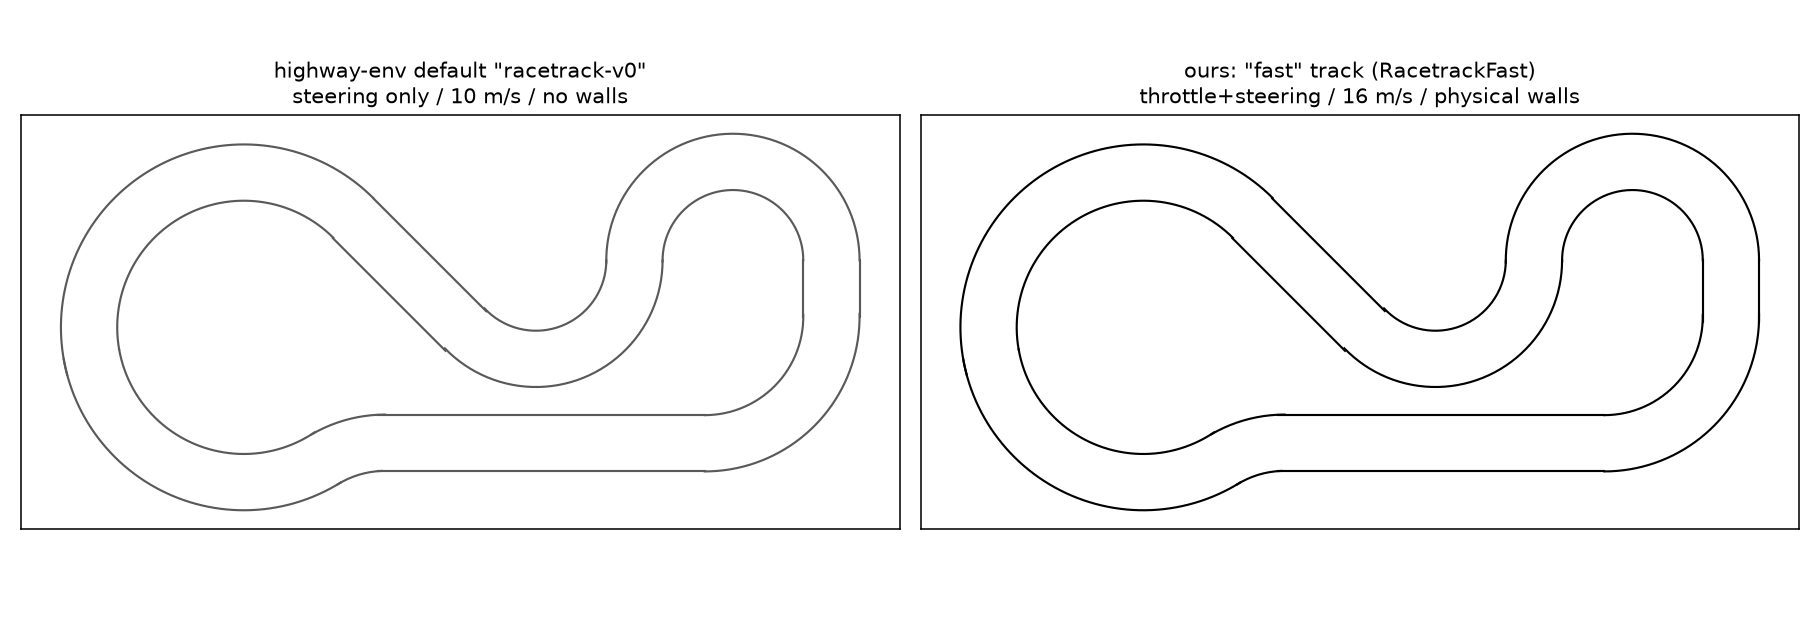 highway-env default "racetrack-v0"
steering only / 10 m/s / no walls
ours: "fast" track (RacetrackFast)
throttle+steering / 16 m/s / physical walls